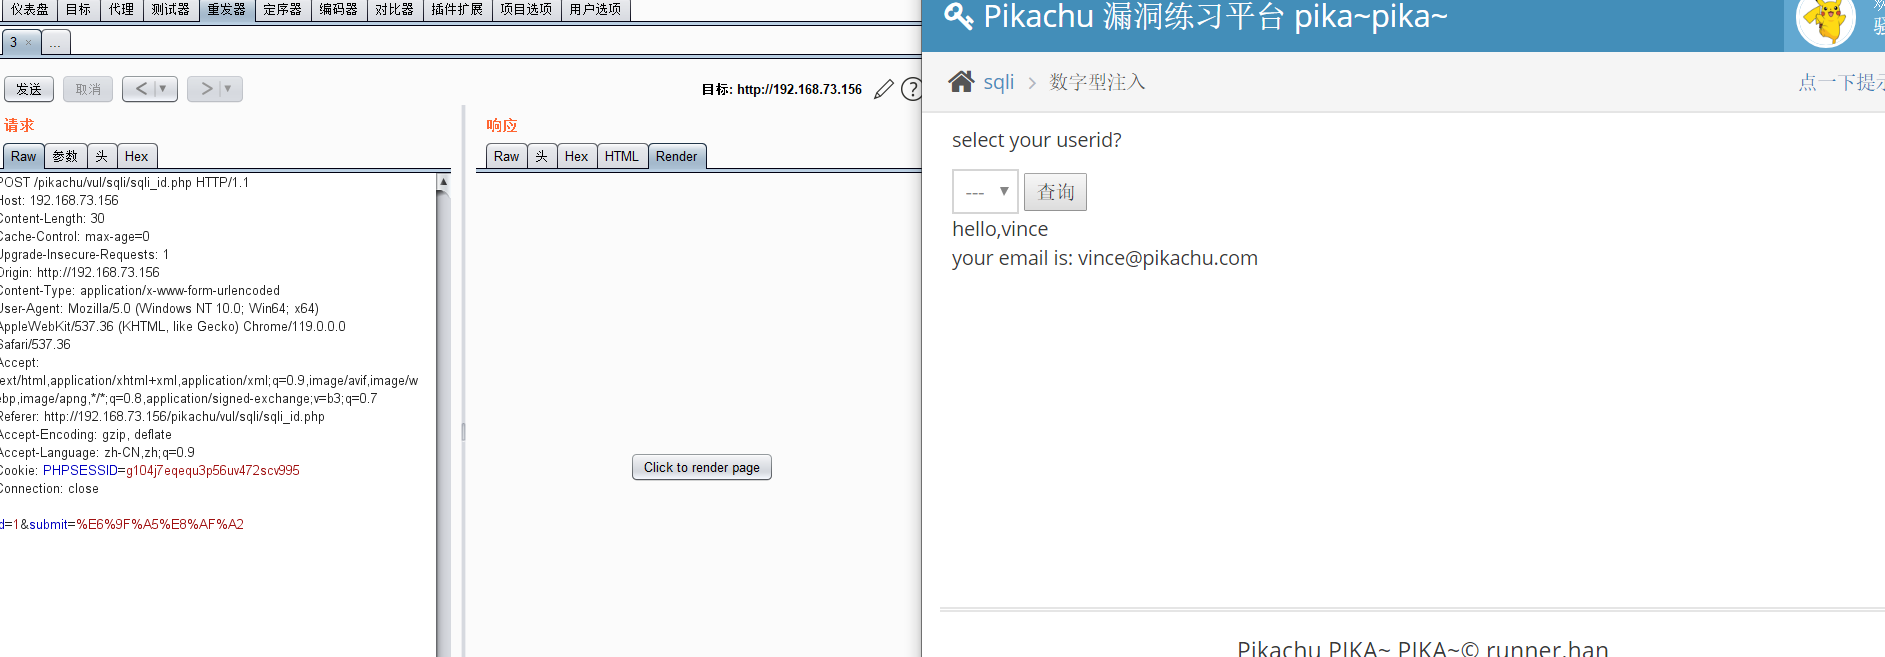 仪表盘 目标 代理 测试器 重发器 定序器 编码器 对比器 插件扩展 项目选项 用户选项
3 × ...
发送 取消 < ▼ > ▼ 目标: http://192.168.73.156 ?
请求
Raw 参数 头 Hex
POST /pikachu/vul/sqli/sqli_id.php HTTP/1.1
Host: 192.168.73.156
Content-Length: 30
Cache-Control: max-age=0
Upgrade-Insecure-Requests: 1
Origin: http://192.168.73.156
Content-Type: application/x-www-form-urlencoded
User-Agent: Mozilla/5.0 (Windows NT 10.0; Win64; x64)
AppleWebKit/537.36 (KHTML, like Gecko) Chrome/119.0.0.0
Safari/537.36
Accept:
text/html,application/xhtml+xml,application/xml;q=0.9,image/avif,image/w
ebp,image/apng,*/*;q=0.8,application/signed-exchange;v=b3;q=0.7
Referer: http://192.168.73.156/pikachu/vul/sqli/sqli_id.php
Accept-Encoding: gzip, deflate
Accept-Language: zh-CN,zh;q=0.9
Cookie: PHPSESSID=g104j7eqequ3p56uv472scv995
Connection: close
id=1&submit=%E6%9F%A5%E8%AF%A2
响应
Raw 头 Hex HTML Render
Click to render page
Pikachu 漏洞练习平台 pika~pika~
sqli > 数字型注入
点一下提示
select your userid?
--- ▼ 查询
hello,vince
your email is: vince@pikachu.com
Pikachu PIKA~ PIKA~© runner.han